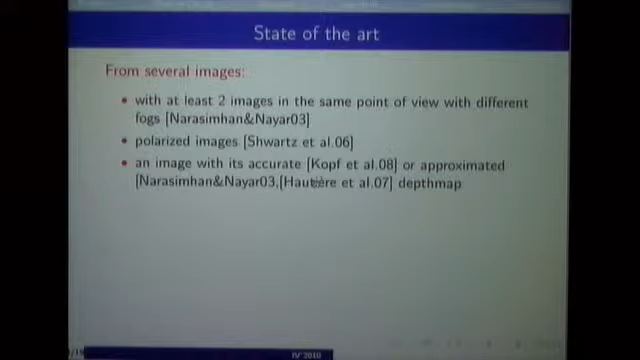 State of the art
From several images:
• with at least 2 images in the same point of view with different
fogs [Narasimhan&Nayar03]
• polarized images [Shwartz et al.06]
• an image with its accurate [Kopf et al.08] or approximated
[Narasimhan&Nayar03,[Hautière et al.07] depthmap
IV'2010